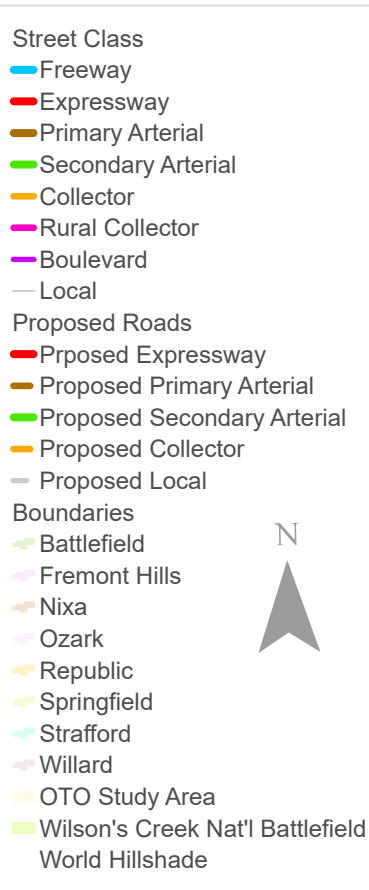 Street Class
Freeway
Expressway
Primary Arterial
Secondary Arterial
Collector
Rural Collector
Boulevard
Local
Proposed Roads
Prposed Expressway
Proposed Primary Arterial
Proposed Secondary Arterial
Proposed Collector
Proposed Local
Boundaries
N
Battlefield
Fremont Hills
Nixa
Ozark
Republic
Springfield
Strafford
Willard
OTO Study Area
Wilson's Creek Nat'l Battlefield
World Hillshade